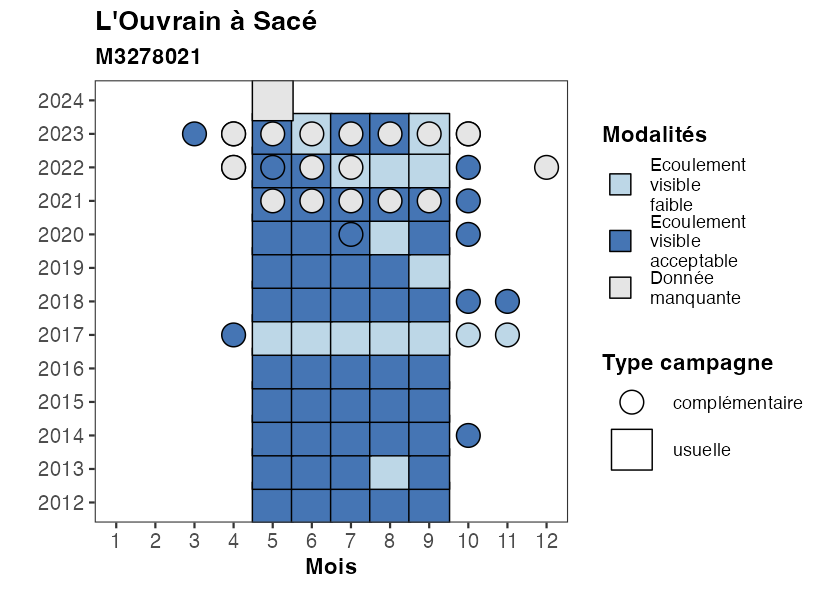 L'Ouvrain à Sacé
M3278021
2024
2023
2022
2021
2020
2019
2018
2017
2016
2015
2014
2013
2012
1 2 3 4 5 6 7 8 9 10 11 12
Mois
Modalités
Ecoulement
visible
faible
Ecoulement
visible
acceptable
Donnée
manquante
Type campagne
complémentaire
usuelle